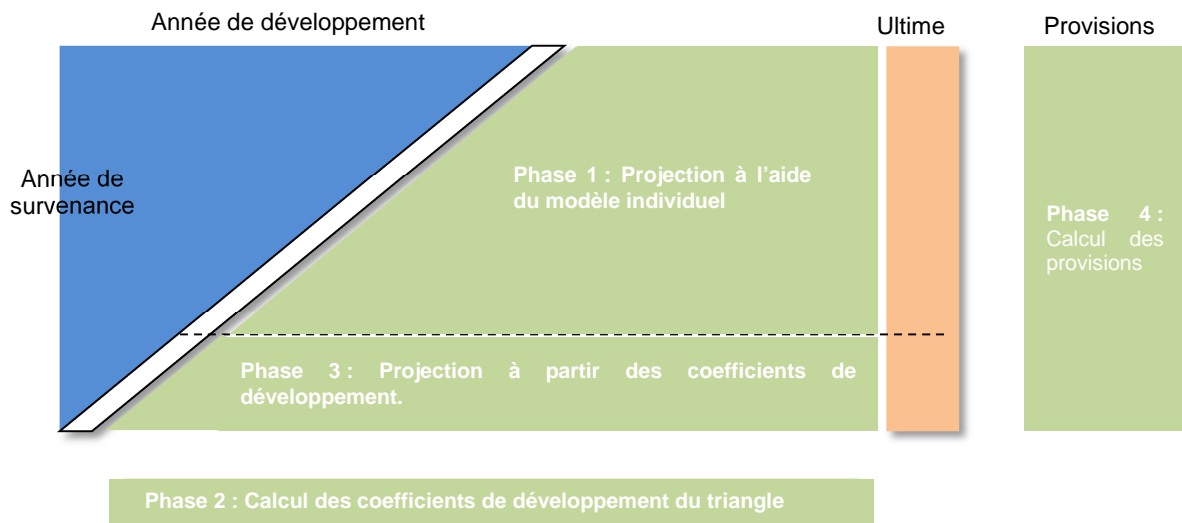 Année de développement
Ultime
Provisions
Année de
survenance
Phase 1 : Projection à l’aide
du modèle individuel
Phase 4 :
Calcul des
provisions
Phase 3 : Projection à partir des coefficients de
développement.
Phase 2 : Calcul des coefficients de développement du triangle